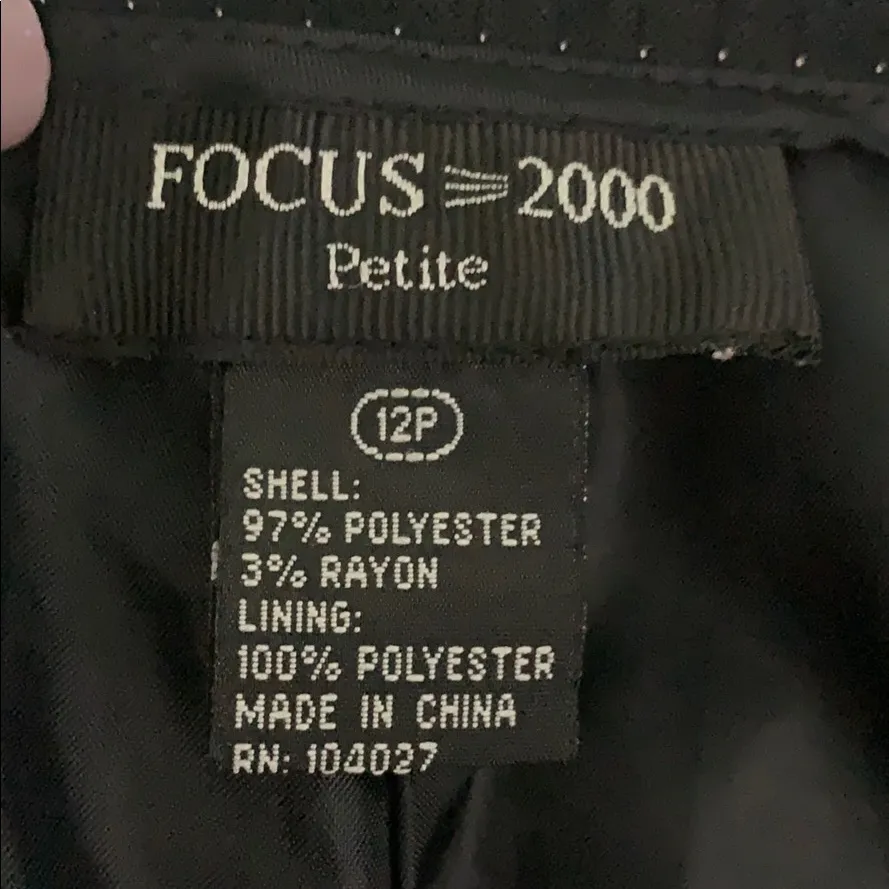 FOCUS 2000
Petite
12P
SHELL:
97% POLYESTER
3% RAYON
LINING:
100% POLYESTER
MADE IN CHINA
RN: 104027